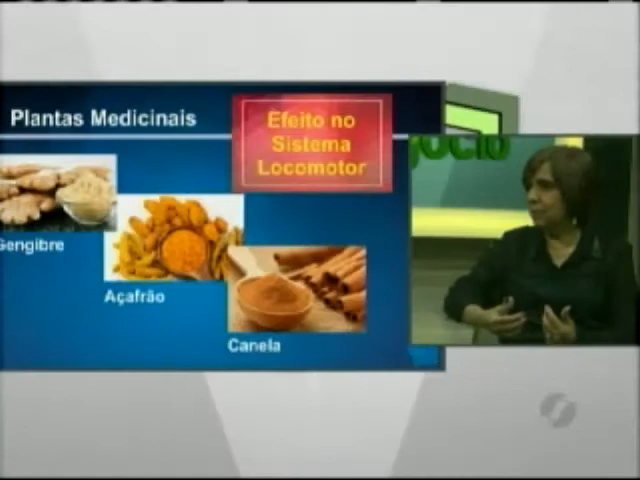 Plantas Medicinais
Efeito no
Sistema
Locomotor
Gengibre
Açafrão
Canela